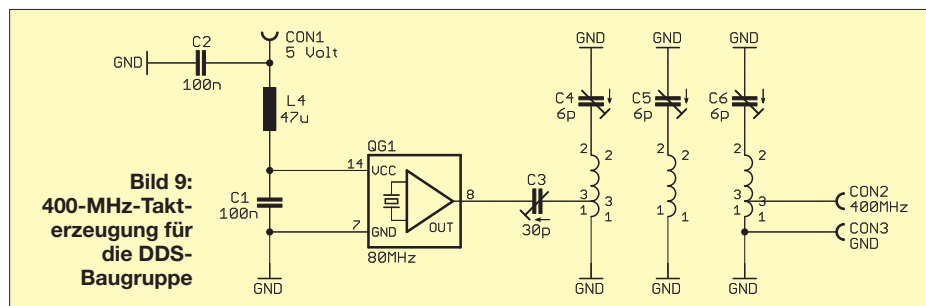 CON1
5 Volt
C2
GND
100n
L4
47u
C1
100n
GND
QG1
14
VCC
7
GND
OUT
8
80MHz
C3
30p
GND
C4
6p
2
2
3
3
1
1
GND
GND
C5
6p
2
2
1
1
GND
GND
C6
6p
2
2
3
3
1
1
GND
CON2
400MHz
CON3
GND
Bild 9:
400-MHz-Takt-
erzeugung für
die DDS-
Baugruppe